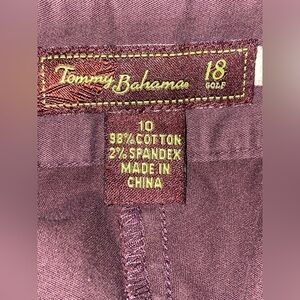 Tommy Bahama 18
GOLF
10
98% COTTON
2% SPANDEX
MADE IN
CHINA